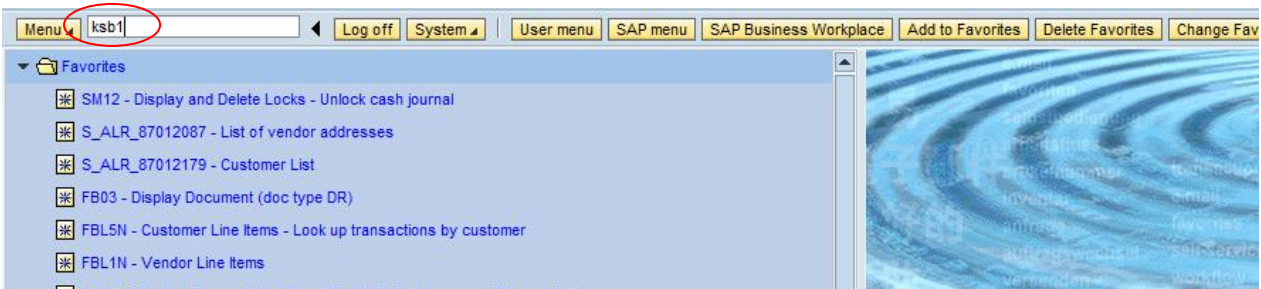 Menu ksb1 Log off System User menu SAP menu SAP Business Workplace Add to Favorites Delete Favorites Change Fav
Favorites
SM12 - Display and Delete Locks - Unlock cash journal
S_ALR_87012087 - List of vendor addresses
S_ALR_87012179 - Customer List
FB03 - Display Document (doc type DR)
FBL5N - Customer Line Items - Look up transactions by customer
FBL1N - Vendor Line Items